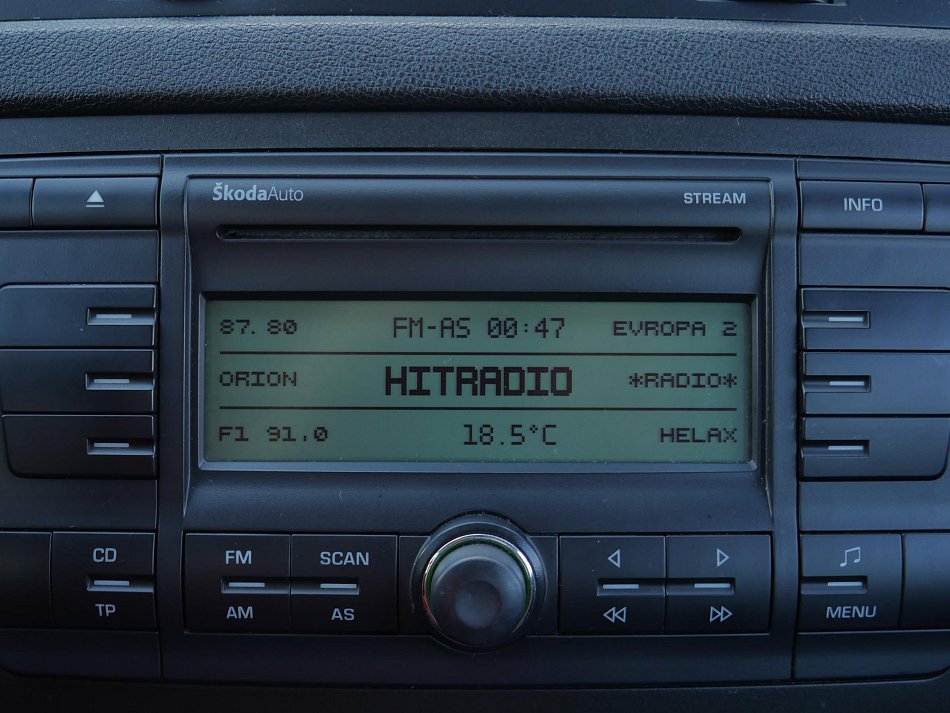 ŠkodaAuto STREAM
INFO
87.80 FM-AS 00:47 EVROPA 2
ORION HITRADIO *RADIO*
F1 91.0 18.5°C HELAX
CD FM SCAN
TP AM AS MENU